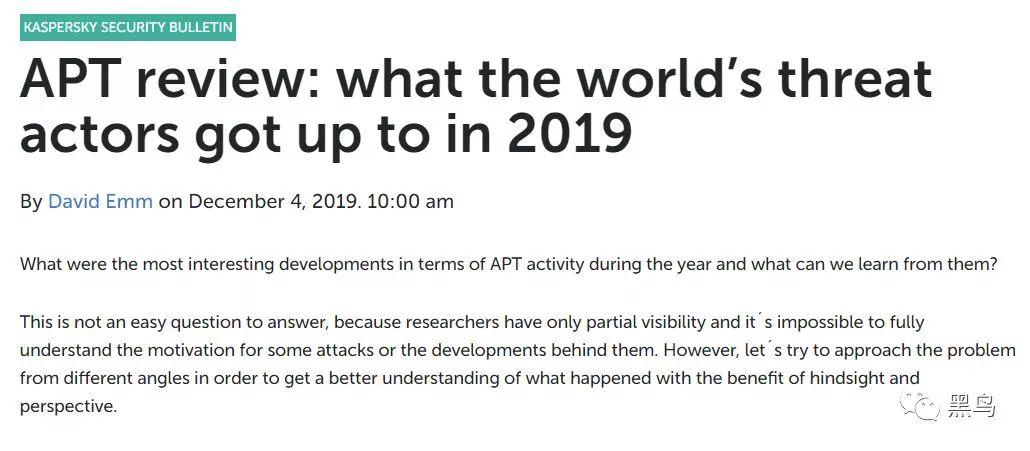 KASPERSKY SECURITY BULLETIN
APT review: what the world's threat
actors got up to in 2019
By David Emm on December 4, 2019. 10:00 am
What were the most interesting developments in terms of APT activity during the year and what can we learn from them?
This is not an easy question to answer, because researchers have only partial visibility and it´s impossible to fully
understand the motivation for some attacks or the developments behind them. However, let´s try to approach the problem
from different angles in order to get a better understanding of what happened with the benefit of hindsight and
perspective.
黑鸟